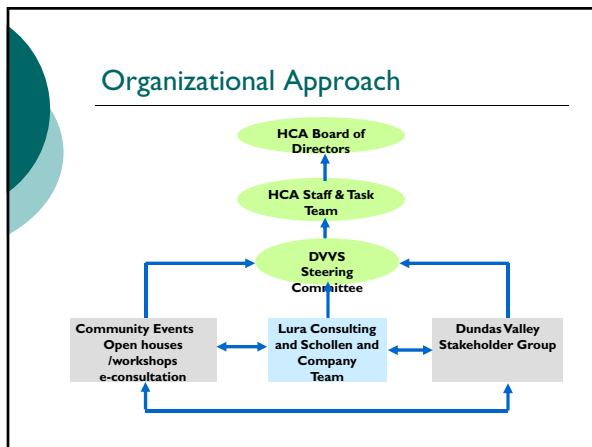 Organizational Approach
HCA Board of
Directors
HCA Staff & Task
Team
DVVS
Steering
Committee
Community Events
Open houses
/workshops
e-consultation
Lura Consulting
and Schollen and
Company
Team
Dundas Valley
Stakeholder Group